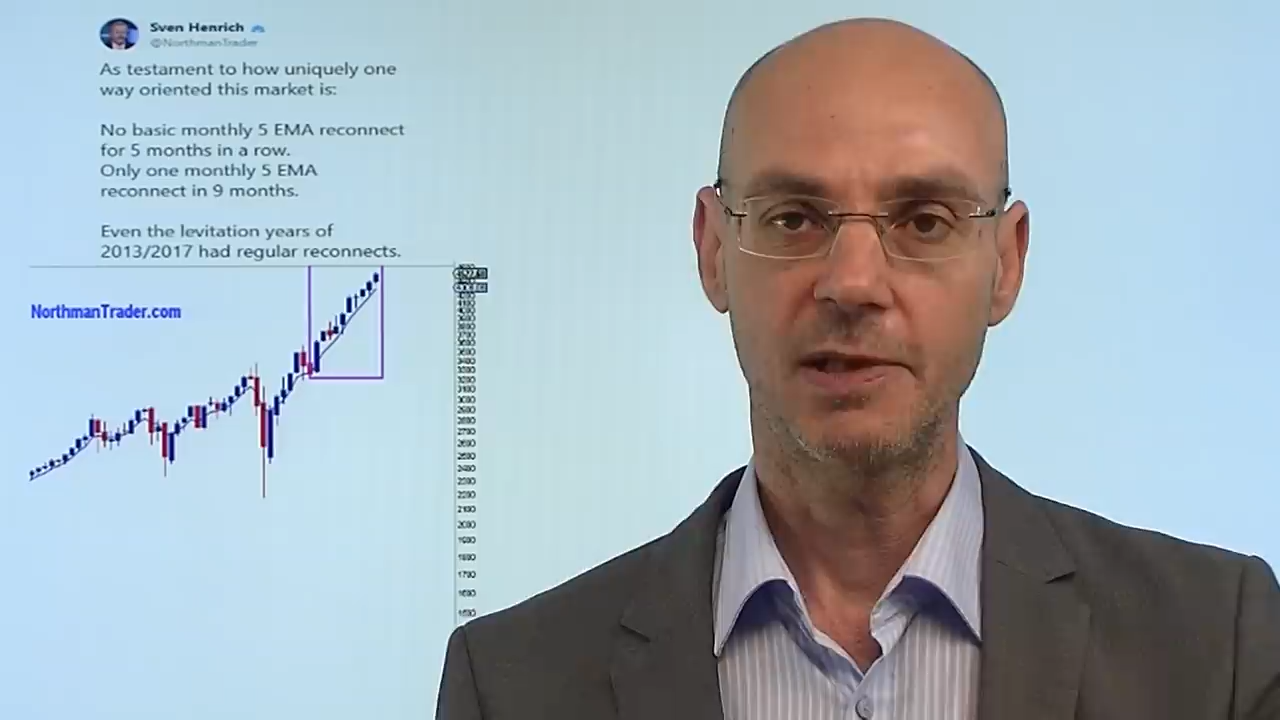 Sven Henrich
@NorthmanTrader
As testament to how uniquely one
way oriented this market is:
No basic monthly 5 EMA reconnect
for 5 months in a row.
Only one monthly 5 EMA
reconnect in 9 months.
Even the levitation years of
2013/2017 had regular reconnects.
NorthmanTrader.com